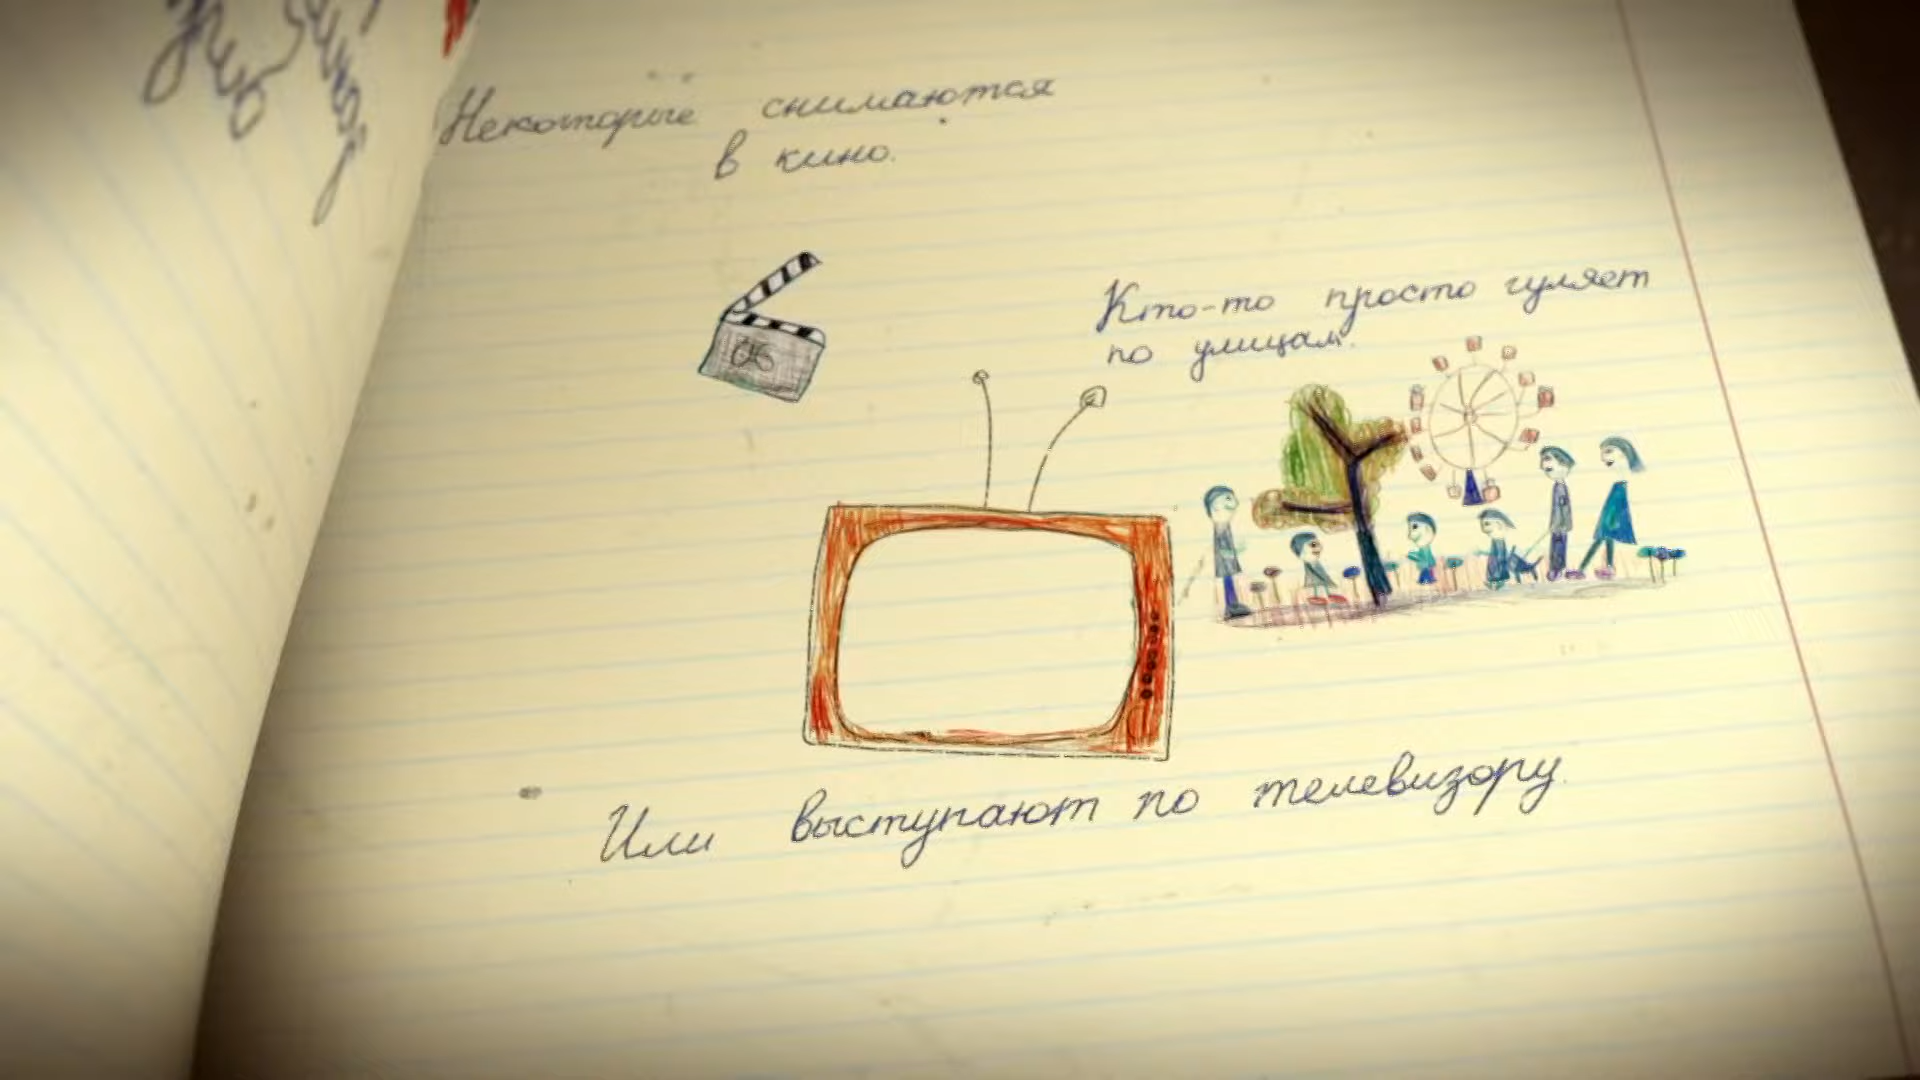 Некоторые снимаются
в кино.
Кто-то просто гуляет
по улицам.
Или выступают по телевизору.